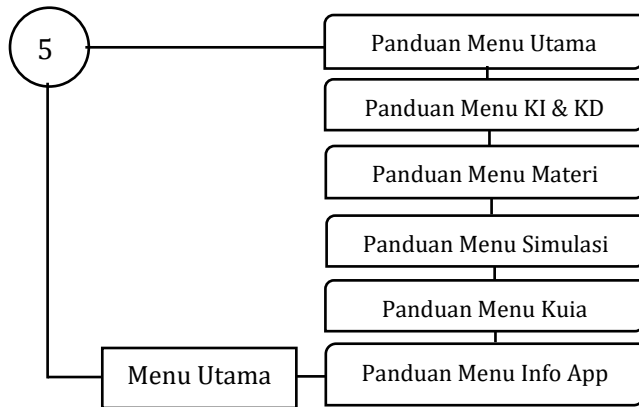 5
Panduan Menu Utama
Panduan Menu KI & KD
Panduan Menu Materi
Panduan Menu Simulasi
Panduan Menu Kuia
Menu Utama
Panduan Menu Info App